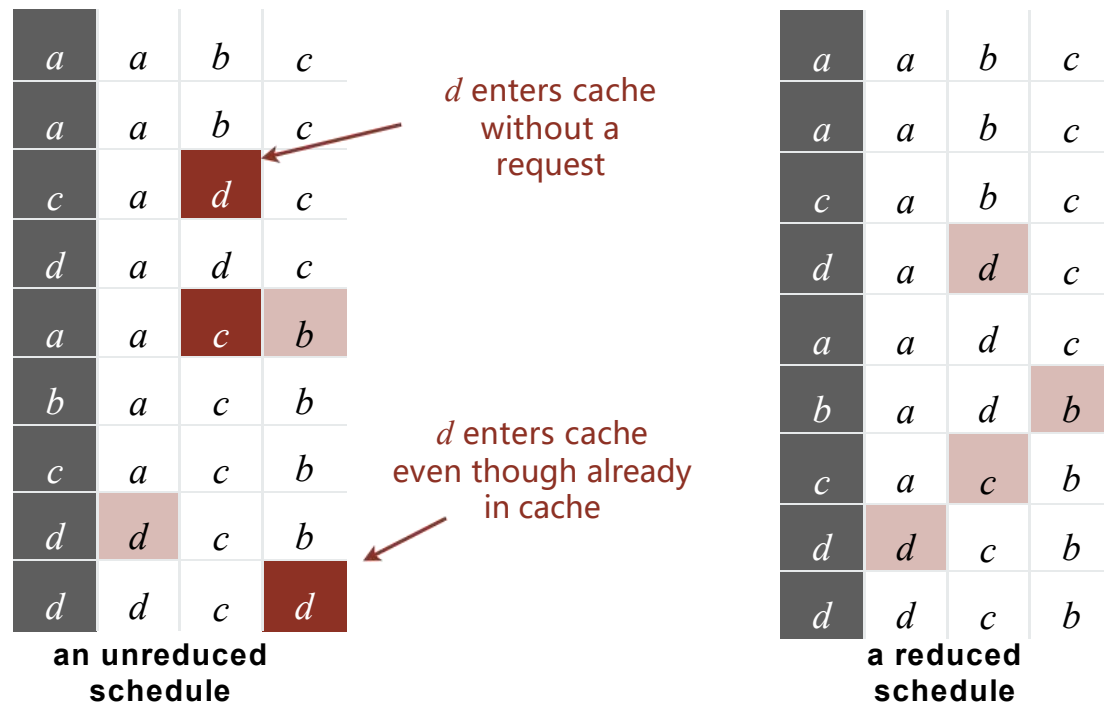 a a b c
a a b c
c a d c
d a d c
a a c b
b a c b
c a c b
d d c b
d d c d
an unreduced
schedule
d enters cache
without a
request
d enters cache
even though already
in cache
a a b c
a a b c
c a b c
d a d c
a a d c
b a d b
c a c b
d d c b
d d c b
a reduced
schedule